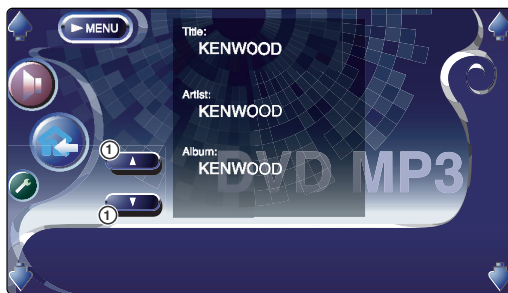 ►MENU
Title:
KENWOOD
Artist:
KENWOOD
1
Album:
KENWOOD
DVD MP3
1